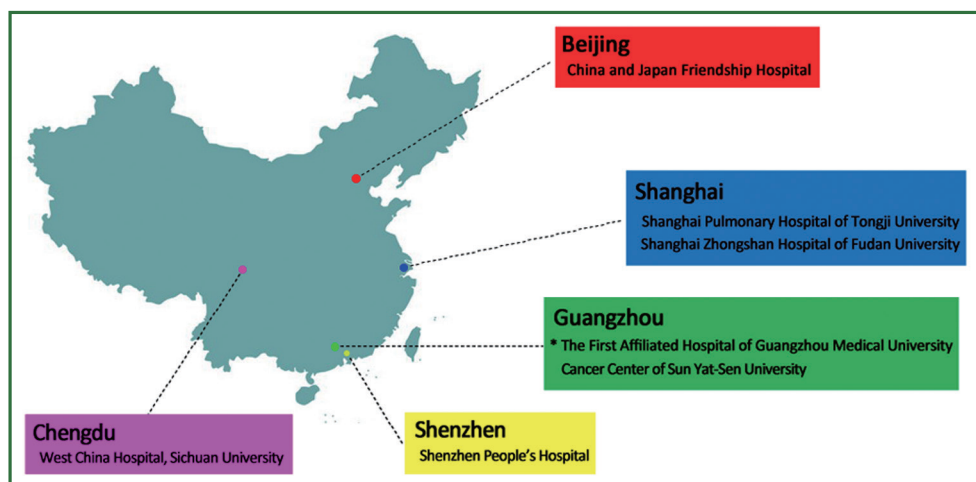 Beijing
China and Japan Friendship Hospital
Shanghai
Shanghai Pulmonary Hospital of Tongji University
Shanghai Zhongshan Hospital of Fudan University
Guangzhou
* The First Affiliated Hospital of Guangzhou Medical University
Cancer Center of Sun Yat-Sen University
Chengdu
West China Hospital, Sichuan University
Shenzhen
Shenzhen People's Hospital